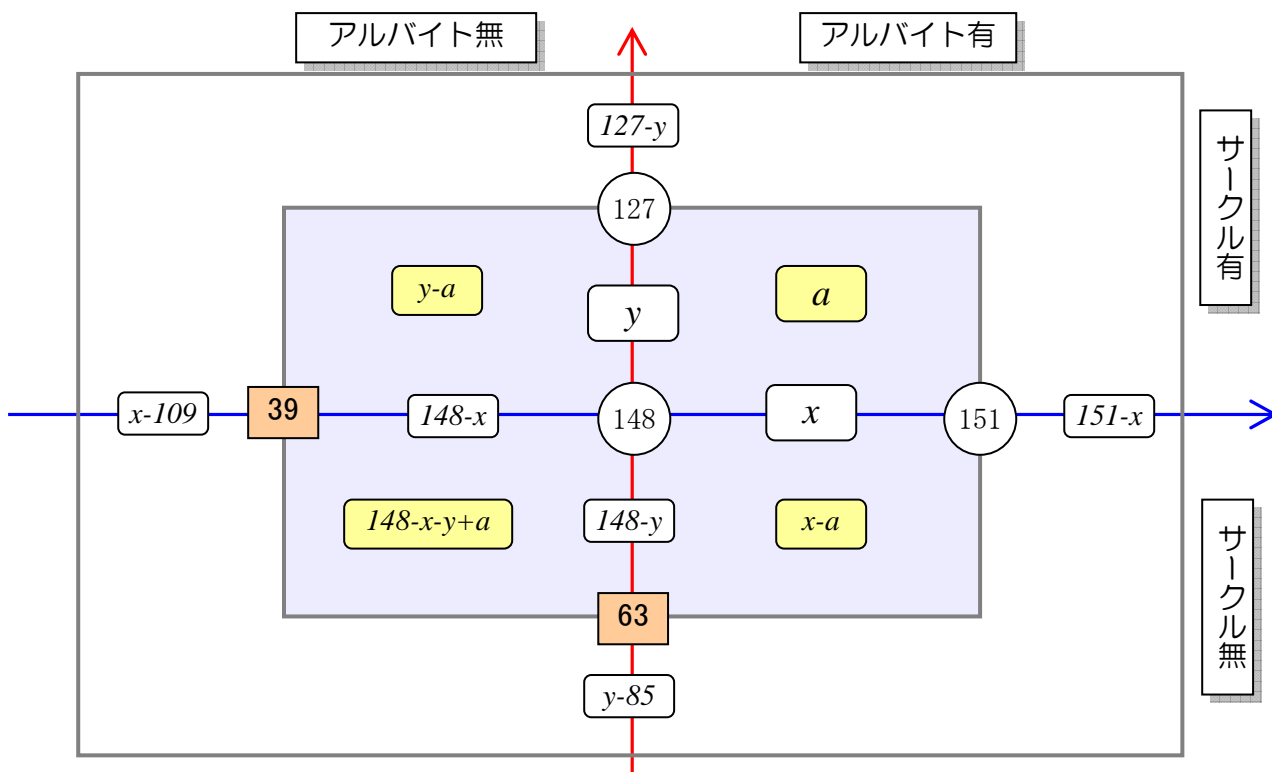 アルバイト無
アルバイト有
127-y
サークル有
127
y-a
y
a
x-109
39
148-x
148
x
151
151-x
148-x-y+a
148-y
x-a
サークル無
63
y-85